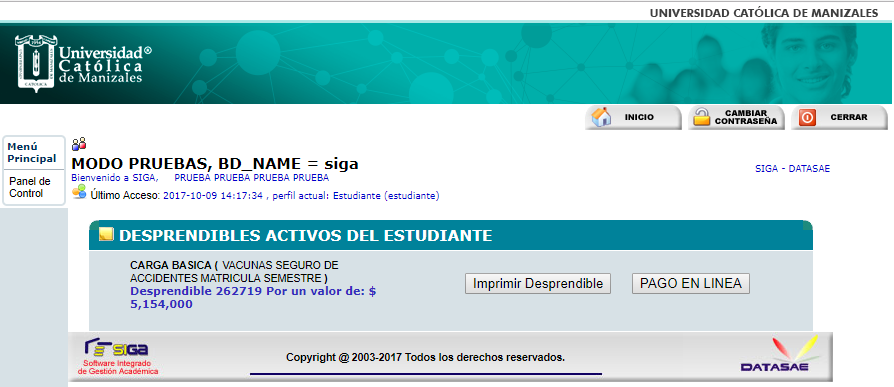 UNIVERSIDAD CATÓLICA DE MANIZALES
Universidad®
Católica
de Manizales
INICIO
CAMBIAR
CONTRASEÑA
CERRAR
Menú
Principal
Panel de
Control
MODO PRUEBAS, BD_NAME = siga
Bienvenido a SIGA, PRUEBA PRUEBA PRUEBA PRUEBA
SIGA - DATASAE
Último Acceso: 2017-10-09 14:17:34 , perfil actual: Estudiante (estudiante)
DESPRENDIBLES ACTIVOS DEL ESTUDIANTE
CARGA BASICA ( VACUNAS SEGURO DE
ACCIDENTES MATRICULA SEMESTRE )
Desprendible 262719 Por un valor de: $
5,154,000
Imprimir Desprendible
PAGO EN LINEA
SIGA
Software Integrado
de Gestión Académica
Copyright @ 2003-2017 Todos los derechos reservados.
DATASAE